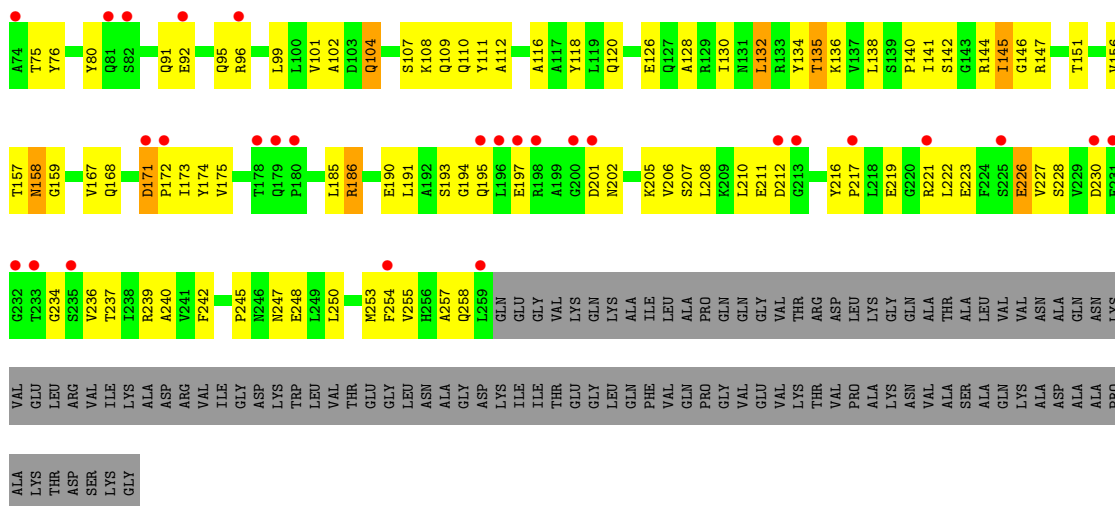 A74 T75 Y76 Y80 Q81 S82 Q91 E92 Q95 R96 L99 L100 V101 A102 D103 Q104 S107 K108 Q109 Q110 Y111 A112 A116 A117 Y118 L119 Q120 E126 Q127 A128 R129 I130 N131 L132 R133 Y134 T135 K136 V137 L138 S139 P140 I141 S142 G143 R144 I145 G146 R147 T151 V156
T157 N158 G159 V167 Q168 D171 P172 I173 Y174 V175 T178 Q179 P180 L185 R186 E190 L191 A192 S193 G194 Q195 L196 E197 R198 A199 G200 D201 N202 K205 V206 S207 L208 K209 L210 E211 D212 G213 Y216 P217 L218 E219 G220 R221 L222 E223 F224 S225 E226 V227 S228 V229 D230 E231
G232 T233 G234 S235 V236 T237 I238 R239 A240 V241 F242 P245 N246 N247 E248 L249 L250 M253 F254 V255 H256 A257 Q258 L259 GLN GLU GLY VAL LYS GLN LYS ALA ILE LEU ALA PRO GLN GLN GLY VAL THR ARG ASP LEU LYS GLY GLN ALA THR ALA LEU VAL VAL ASN ALA GLN ASN LYS
VAL GLU LEU ARG VAL ILE LYS ALA ASP ARG VAL ILE GLY ASP LYS TRP LEU VAL THR GLU GLY LEU ASN ALA GLY ASP LYS ILE ILE THR GLU GLY LEU GLN PHE VAL GLN PRO GLY VAL GLU VAL LYS THR VAL PRO ALA LYS ASN VAL ALA SER ALA GLN LYS ALA ASP ALA ALA PRO
ALA LYS THR ASP SER LYS GLY